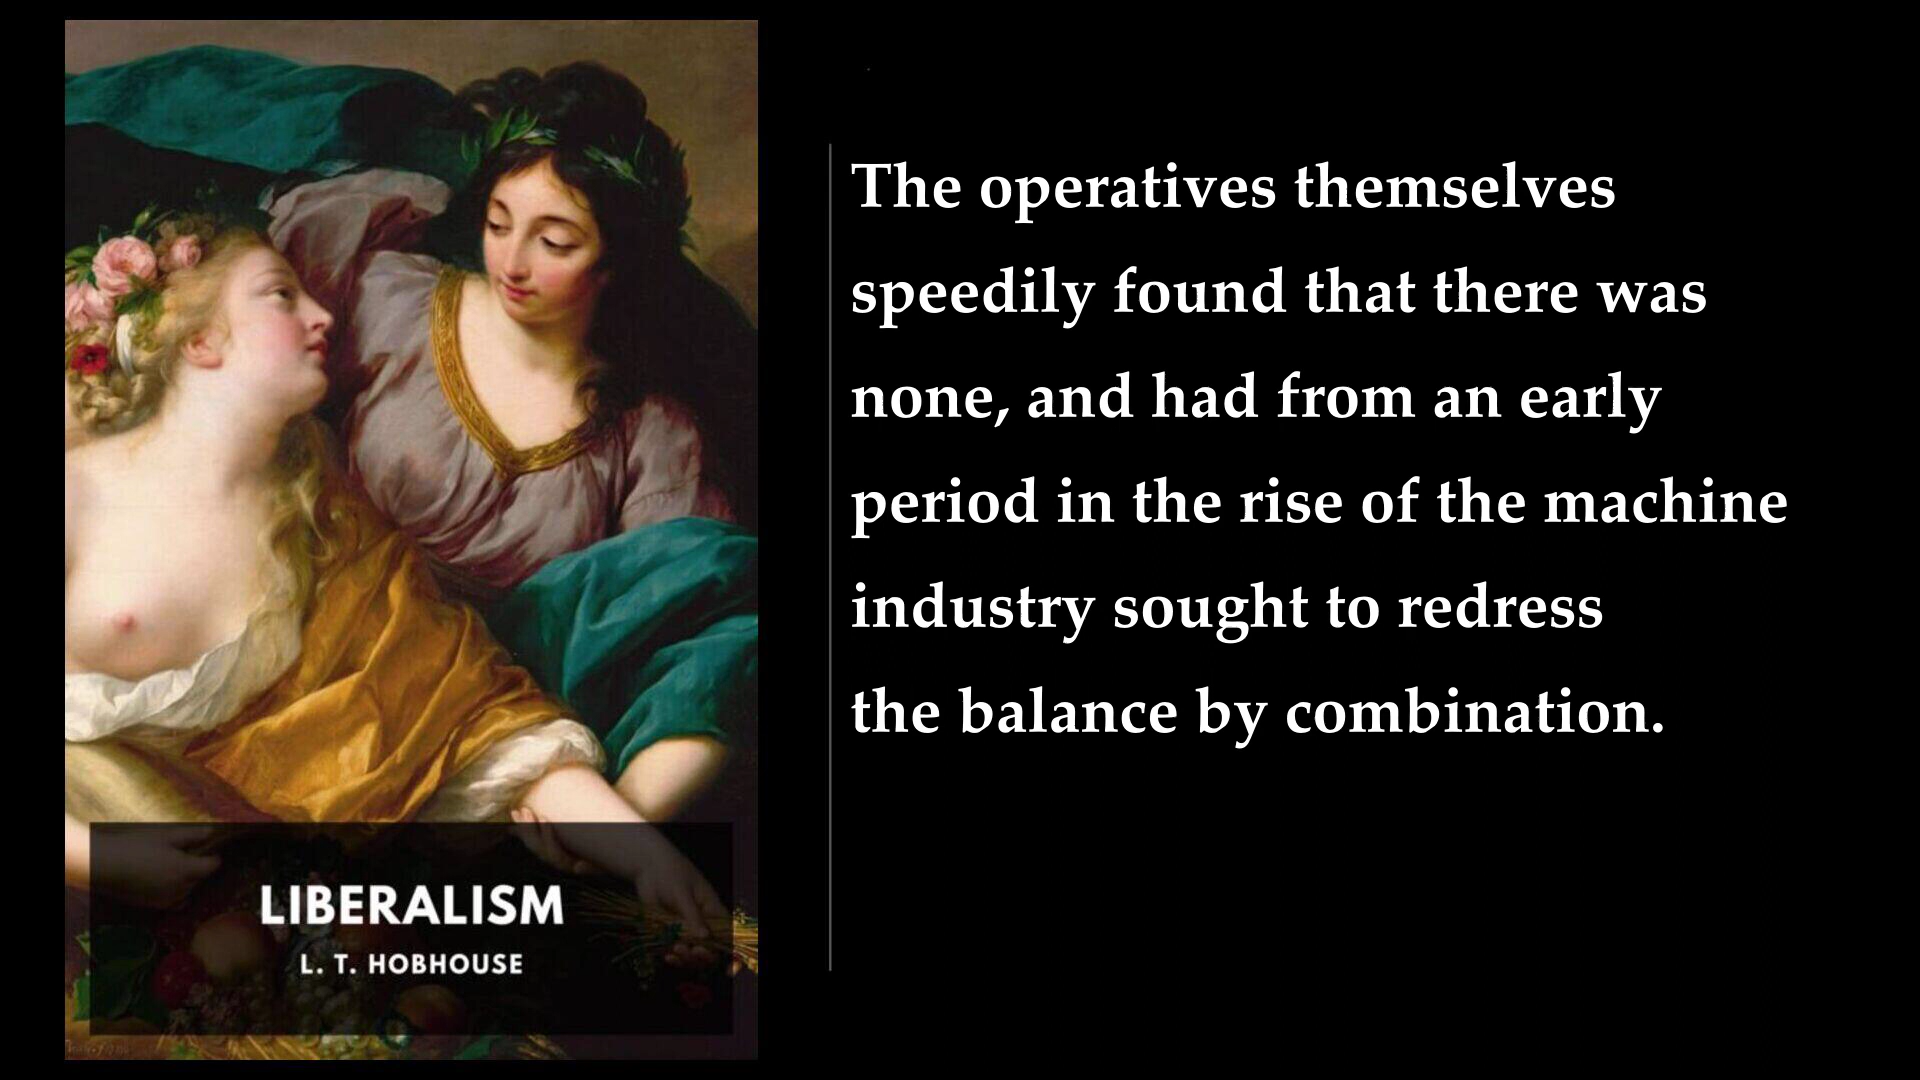 The operatives themselves
speedily found that there was
none, and had from an early
period in the rise of the machine
industry sought to redress
the balance by combination.
LIBERALISM
L. T. HOBHOUSE